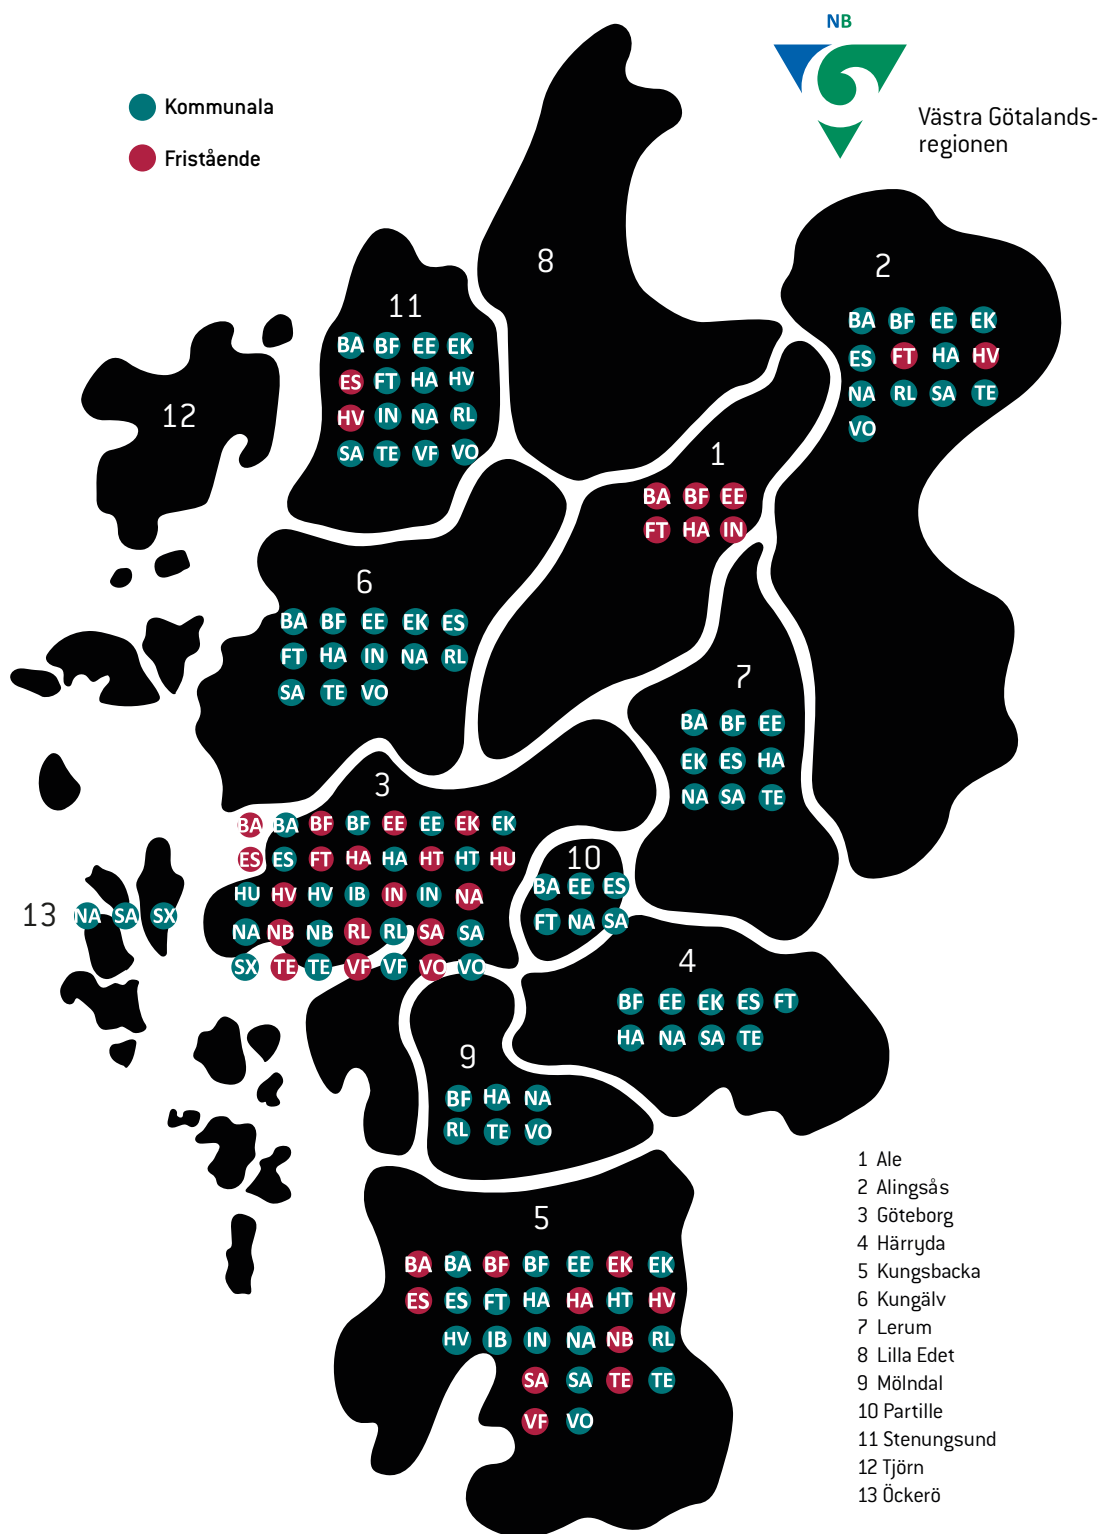 NB
Kommunala
Västra Götalands-
regionen
Fristående
8
2
BA BF EE EK
ES FT HA HV
NA RL SA TE
VO
11
BA BF EE EK
ES FT HA HV
HV IN NA RL
SA TE VF VO
12
1
BA BF EE
FT HA IN
6
BA BF EE EK ES
FT HA IN NA RL
SA TE VO
7
BA BF EE
EK ES HA
NA SA TE
3
BA BA BF BF EE EE EK EK
ES ES FT HA HA HT HT HU
HU HV HV IB IN IN NA
NA NB NB RL RL SA SA
SX TE TE VF VF VO VO
10
BA EE ES
FT NA SA
13 NA SA SX
4
BF EE EK ES FT
HA NA SA TE
9
BF HA NA
RL TE VO
5
BA BA BF BF EE EK EK
ES ES FT HA HA HT HV
HV IB IN NA NB RL
SA SA TE TE
VF VO
1 Ale
2 Alingsås
3 Göteborg
4 Härryda
5 Kungsbacka
6 Kungälv
7 Lerum
8 Lilla Edet
9 Mölndal
10 Partille
11 Stenungsund
12 Tjörn
13 Öckerö